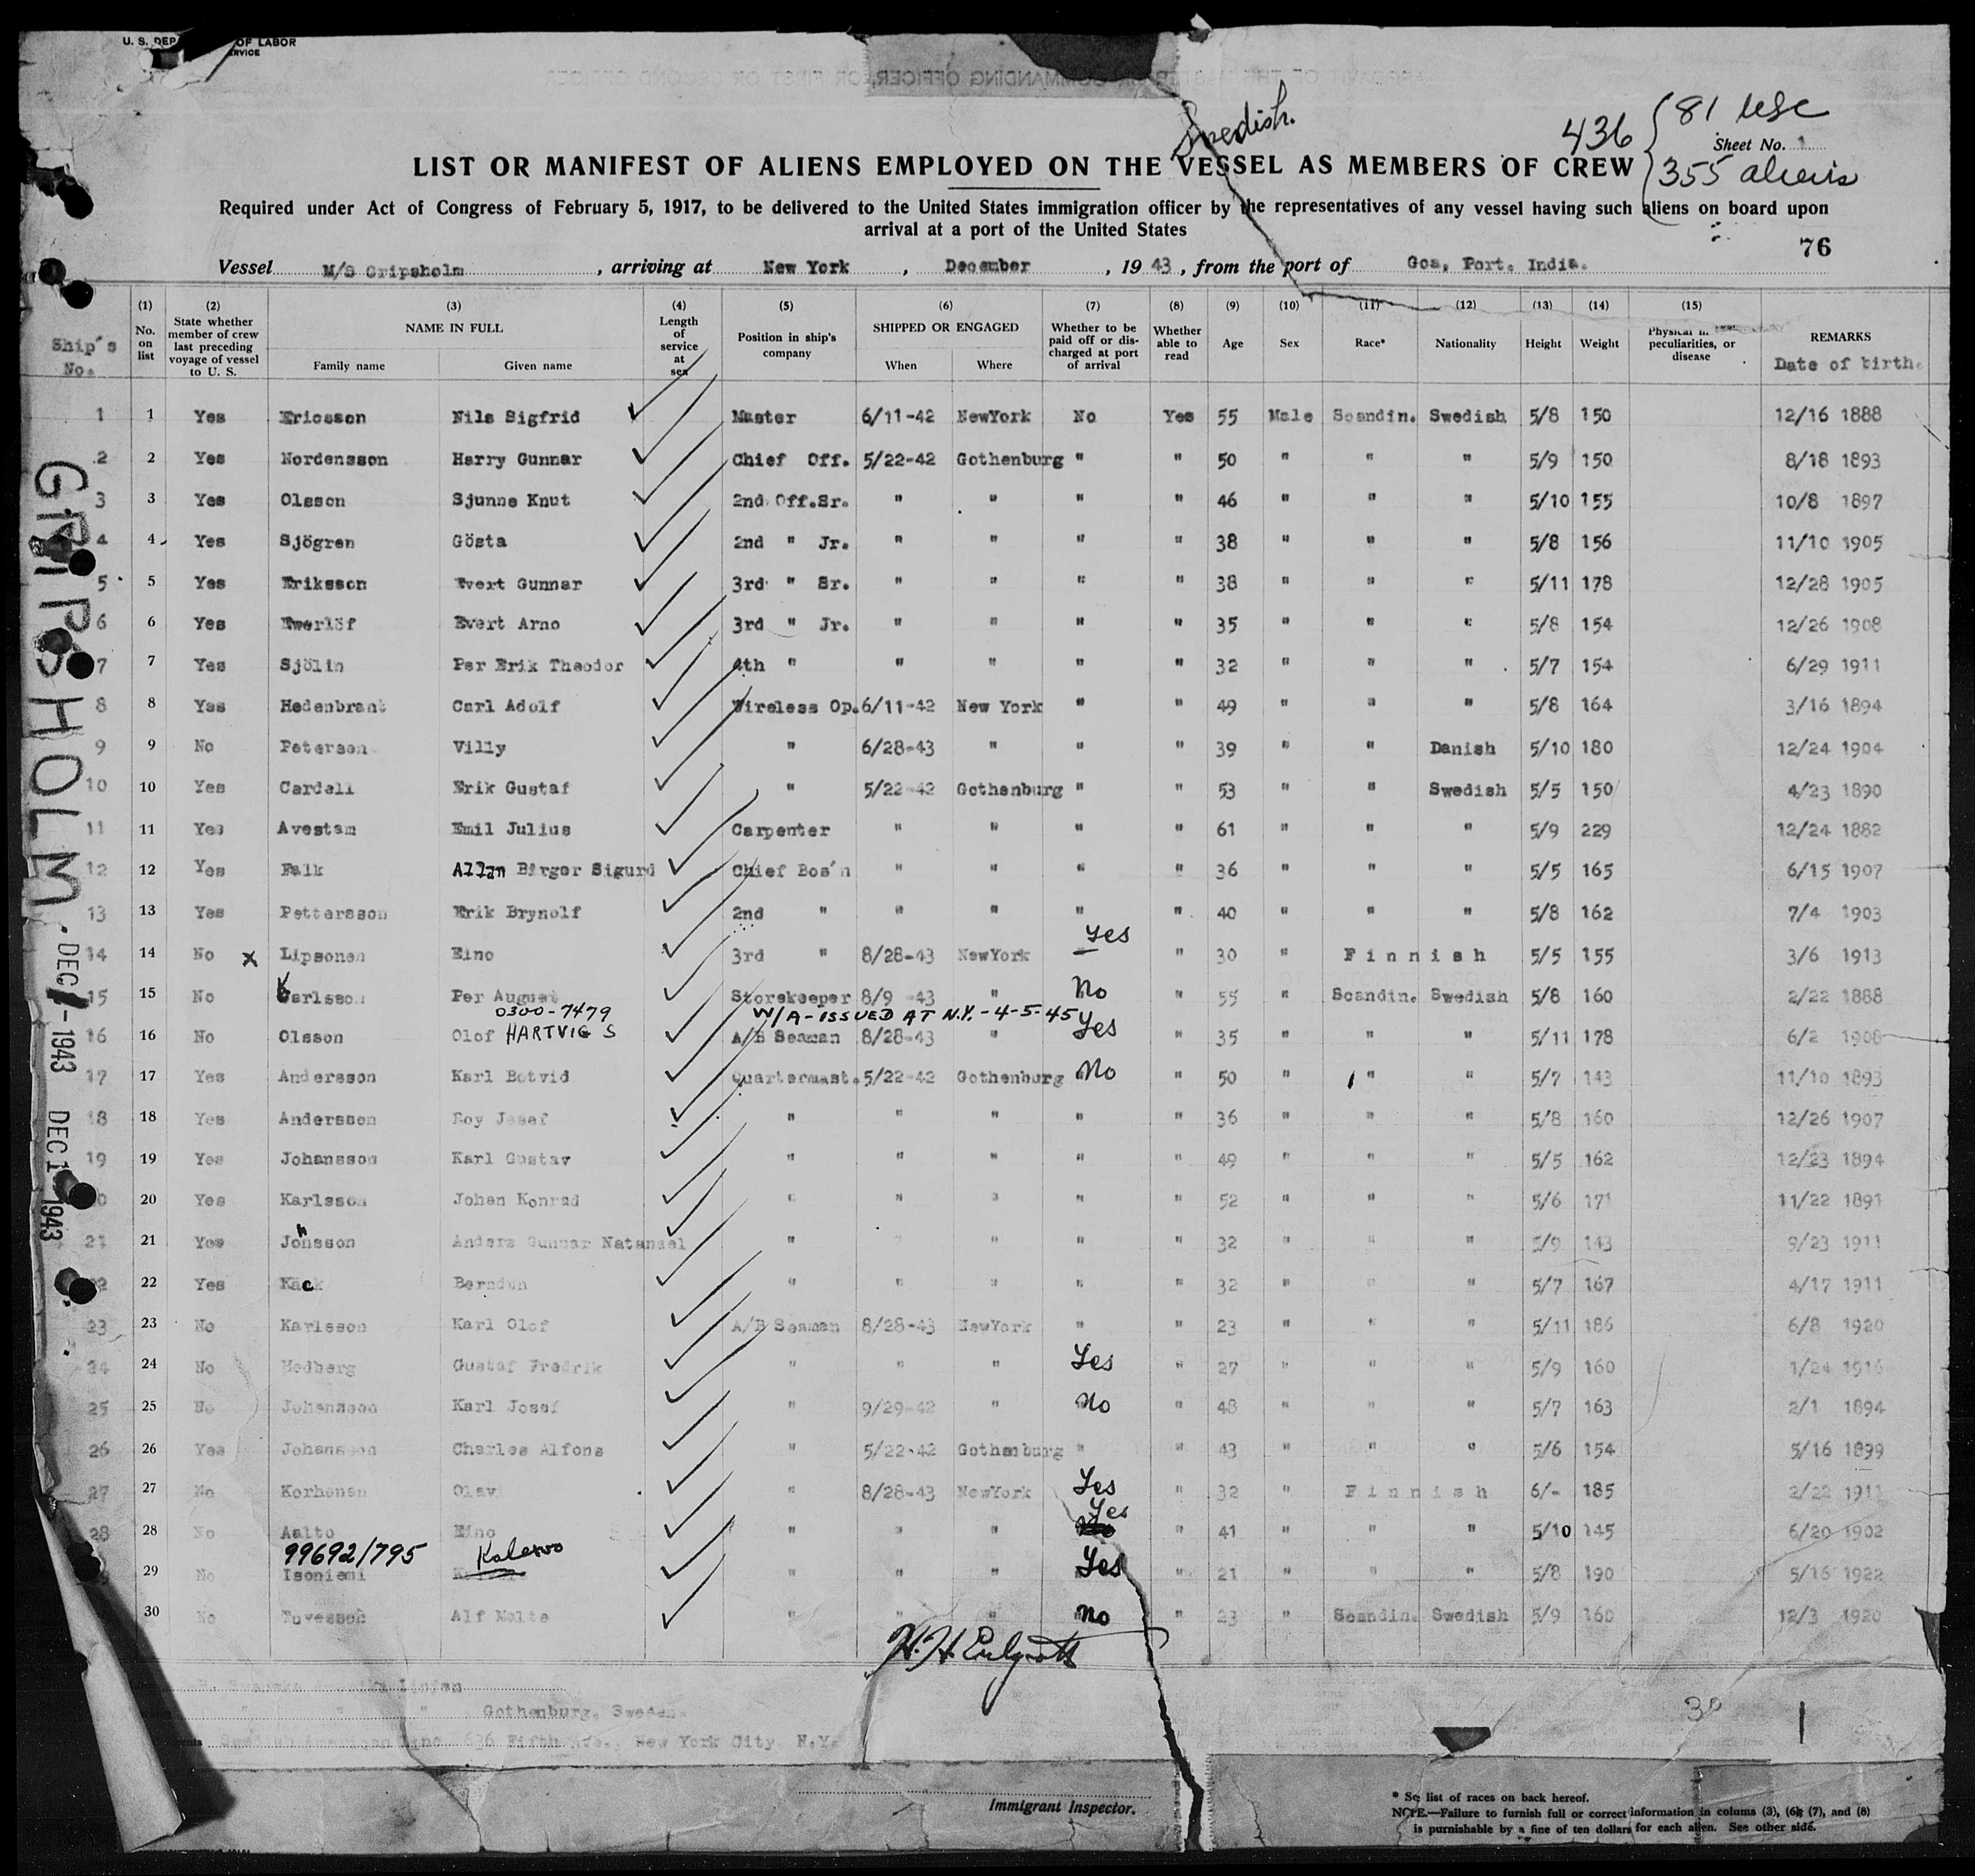 U. S. DEP OF LABOR
RVICE
Swedish.
436 { 81 usc
355 aliens
Sheet No. 1
LIST OR MANIFEST OF ALIENS EMPLOYED ON THE VESSEL AS MEMBERS OF CREW
Required under Act of Congress of February 5, 1917, to be delivered to the United States immigration officer by the representatives of any vessel having such aliens on board upon
arrival at a port of the United States
76
Vessel M/S Gripsholm, arriving at New York, December, 1943, from the port of Goa, Port. India.
(1) (2) (3) (4) (5) (6) (7) (8) (9) (10) (11) (12) (13) (14) (15)
Ship's No. No. on list State whether member of crew last preceding voyage of vessel to U. S. NAME IN FULL Length of service at sea Position in ship's company SHIPPED OR ENGAGED Whether to be paid off or discharged at port of arrival Whether able to read Age Sex Race* Nationality Height Weight Physical peculiarities, or disease REMARKS
Family name Given name When Where Date of birth.
1 1 Yes Ericsson Nils Sigfrid ✓ Master 6/11-42 NewYork No Yes 55 Male Scandin. Swedish 5/8 150 12/16 1888
2 2 Yes Nordensson Harry Gunnar ✓ Chief Off. 5/22-42 Gothenburg " " 50 " " " 5/9 150 8/18 1893
3 3 Yes Olsson Sjunne Knut ✓ 2nd Off.Sr. " " " " 46 " " " 5/10 155 10/8 1897
4 4 Yes Sjögren Gösta ✓ 2nd " Jr. " " " " 38 " " " 5/8 156 11/10 1905
5 5 Yes Eriksson Evert Gunnar ✓ 3rd " Sr. " " " " 38 " " " 5/11 178 12/28 1905
6 6 Yes Ewerlöf Evert Arno ✓ 3rd " Jr. " " " " 35 " " " 5/8 154 12/26 1908
7 7 Yes Sjölin Per Erik Theodor ✓ 4th " " " " " 32 " " " 5/7 154 6/29 1911
8 8 Yes Hedenbrant Carl Adolf ✓ Wireless Op. 6/11-42 New York " " 49 " " " 5/8 164 3/16 1894
9 9 No Petersen Villy ✓ " 6/28-43 " " " 39 " " Danish 5/10 180 12/24 1904
10 10 Yes Cardell Erik Gustaf ✓ " 5/22-42 Gothenburg " " 53 " " Swedish 5/5 150 4/23 1890
11 11 Yes Avestam Emil Julius ✓ Carpenter " " " " 61 " " " 5/9 229 12/24 1882
12 12 Yes Falk Allan Birger Sigurd ✓ Chief Bos'n " " " " 36 " " " 5/5 165 6/15 1907
13 13 Yes Pettersson Erik Brynolf ✓ 2nd " " " " " 40 " " " 5/8 162 7/4 1903
14 14 No x Lipsonen Eino ✓ 3rd " 8/28-43 NewYork Yes " 30 " Finnish 5/5 155 3/6 1913
15 15 No Karlsson Per August ✓ Storekeeper 8/9 -43 " No " 55 " Scandin. Swedish 5/8 160 2/22 1888
0300-7479 W/A-ISSUED AT N.Y.-4-5-45
16 16 No Olsson Olof HARTVIG S ✓ A/B Seaman 8/28-43 " Yes " 35 " " " 5/11 178 6/2 1908
17 17 Yes Andersson Karl Botvid ✓ Quartermast. 5/22-42 Gothenburg No " 50 " " " 5/7 143 11/10 1893
18 18 Yes Andersson Roy Josef ✓ " " " " " 36 " " " 5/8 160 12/26 1907
19 19 Yes Johansson Karl Gustav ✓ " " " " " 49 " " " 5/5 162 12/23 1894
20 Yes Karlsson Johan Konrad ✓ " " " " " 52 " " " 5/6 171 11/22 1891
21 21 Yes Johnsson Anders Gunnar Natanael ✓ " " " " " 32 " " " 5/9 143 9/23 1911
22 Yes Käck Berndon ✓ " " " " " 32 " " " 5/7 167 4/17 1911
23 23 No Karlsson Karl Olof ✓ A/B Seaman 8/28-43 NewYork " " 23 " " " 5/11 186 6/8 1920
24 24 No Hedberg Gustaf Fredrik ✓ " " " Yes " 27 " " " 5/9 160 1/24 1916
25 25 No Johansson Karl Josef ✓ " 9/29-42 " No " 48 " " " 5/7 163 2/1 1894
26 26 Yes Johansson Charles Alfons ✓ " 5/22-42 Gothenburg " " 43 " " " 5/6 154 5/16 1899
27 27 No Korhonen Olavi ✓ " 8/28-43 NewYork Yes " 32 " Finnish 6/- 185 2/22 1911
28 28 No Aalto Eino ✓ " " " Yes " 41 " " " 5/10 145 6/20 1902
99692/795 Kalervo
29 No Isoniemi ✓ " " " Yes " 21 " " " 5/8 190 5/16 1922
30 No Tuvesson Alf Malte ✓ " " " No " 23 " Scandin. Swedish 5/9 160 12/3 1920
GRIPSHOLM
DEC 1 - 1943
DEC 1 1943
" " " Gothenburg, Sweden.
Swedish American Line 636 Fifth Ave., New York City N.Y.
30 1
Immigrant Inspector.
* See list of races on back hereof.
NOTE.—Failure to furnish full or correct information in colums (3), (6), (7), and (8)
is purnishable by a fine of ten dollars for each alien. See other side.